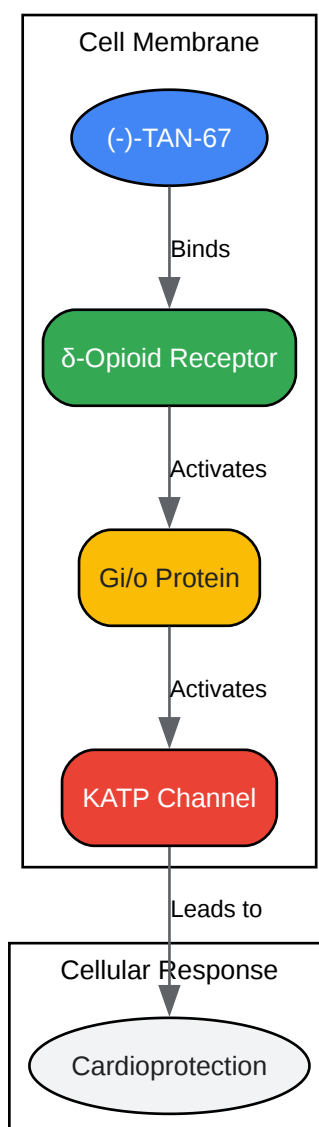 Cell Membrane
(-)-TAN-67
Binds
δ-Opioid Receptor
Activates
Gi/o Protein
Activates
KATP Channel
Leads to
Cellular Response
Cardioprotection